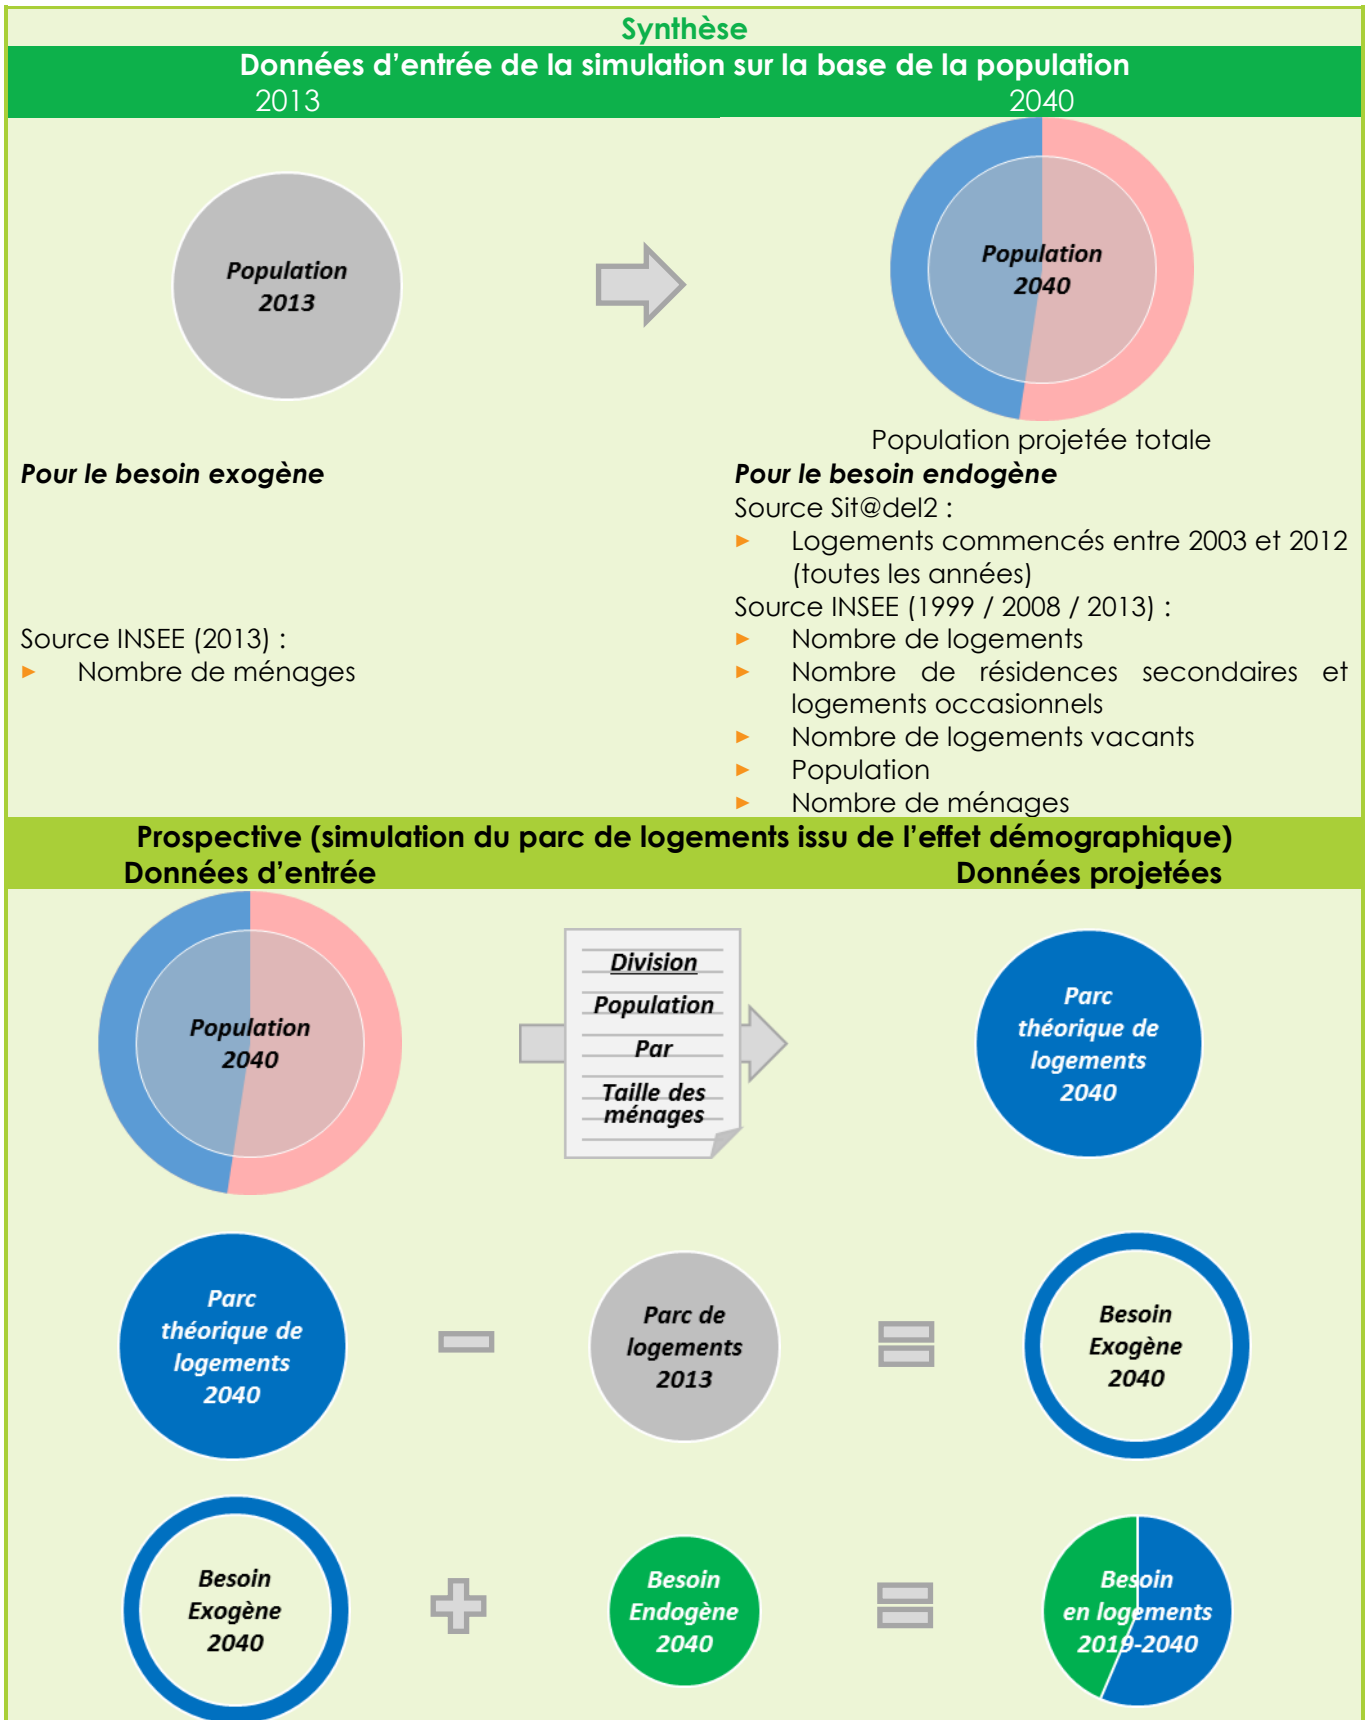 Synthèse
Données d’entrée de la simulation sur la base de la population
2013
2040
Population
2013
Population
2040
Population projetée totale
Pour le besoin exogène
Source INSEE (2013) :
► Nombre de ménages
Pour le besoin endogène
Source Sit@del2 :
► Logements commencés entre 2003 et 2012
(toutes les années)
Source INSEE (1999 / 2008 / 2013) :
► Nombre de logements
► Nombre de résidences secondaires et
logements occasionnels
► Nombre de logements vacants
► Population
► Nombre de ménages
Prospective (simulation du parc de logements issu de l’effet démographique)
Données d’entrée
Données projetées
Population
2040
Division
Population
Par
Taille des
ménages
Parc
théorique de
logements
2040
Parc
théorique de
logements
2040
Parc de
logements
2013
Besoin
Exogène
2040
Besoin
Exogène
2040
Besoin
Endogène
2040
Besoin
en logements
2019-2040